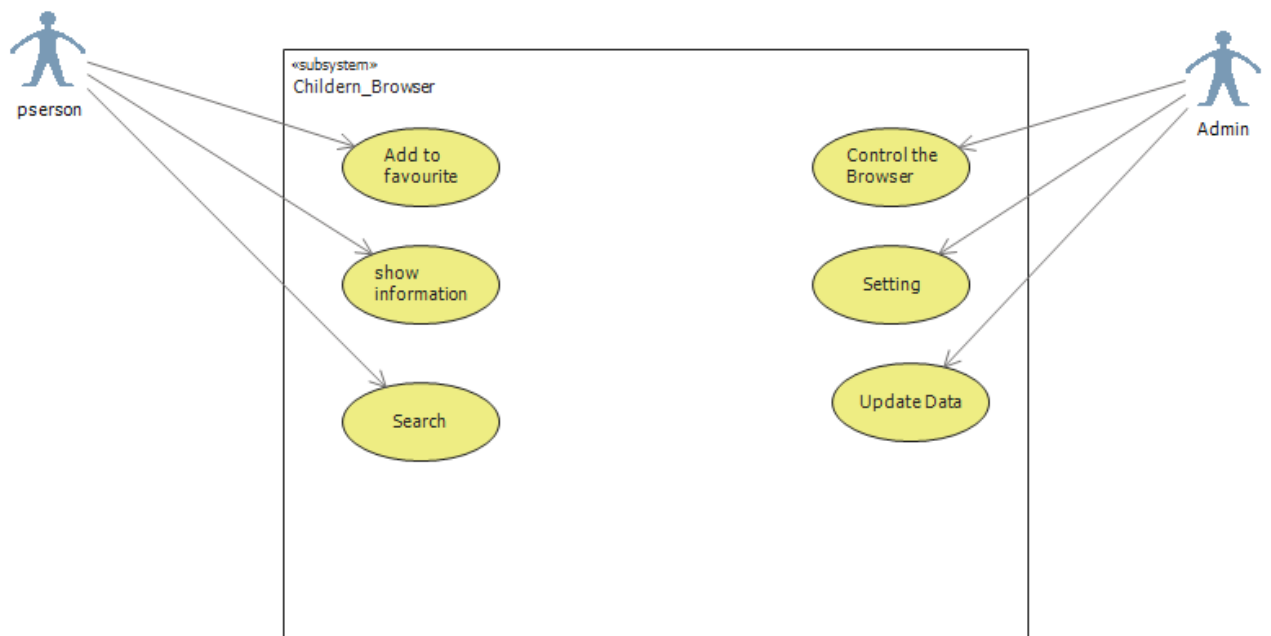 pserson
«subsystem»
Childern_Browser
Add to
favourite
show
information
Search
Control the
Browser
Setting
Update Data
Admin